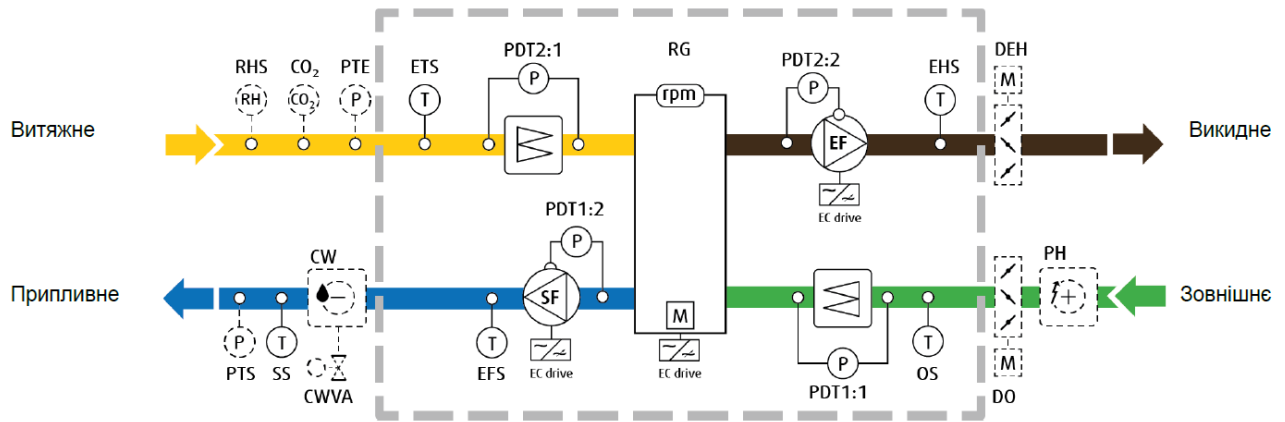 RHS CO₂ PTE ETS PDT2:1 RG PDT2:2 EHS DEH
RH CO₂ P T P rpm P T M
Витяжне EF Викидне
EC drive
CW PDT1:2 PH
P
Припливне SF Зовнішнє
P T T M P T M
PTS SS CWVA EFS EC drive EC drive PDT1:1 OS DO